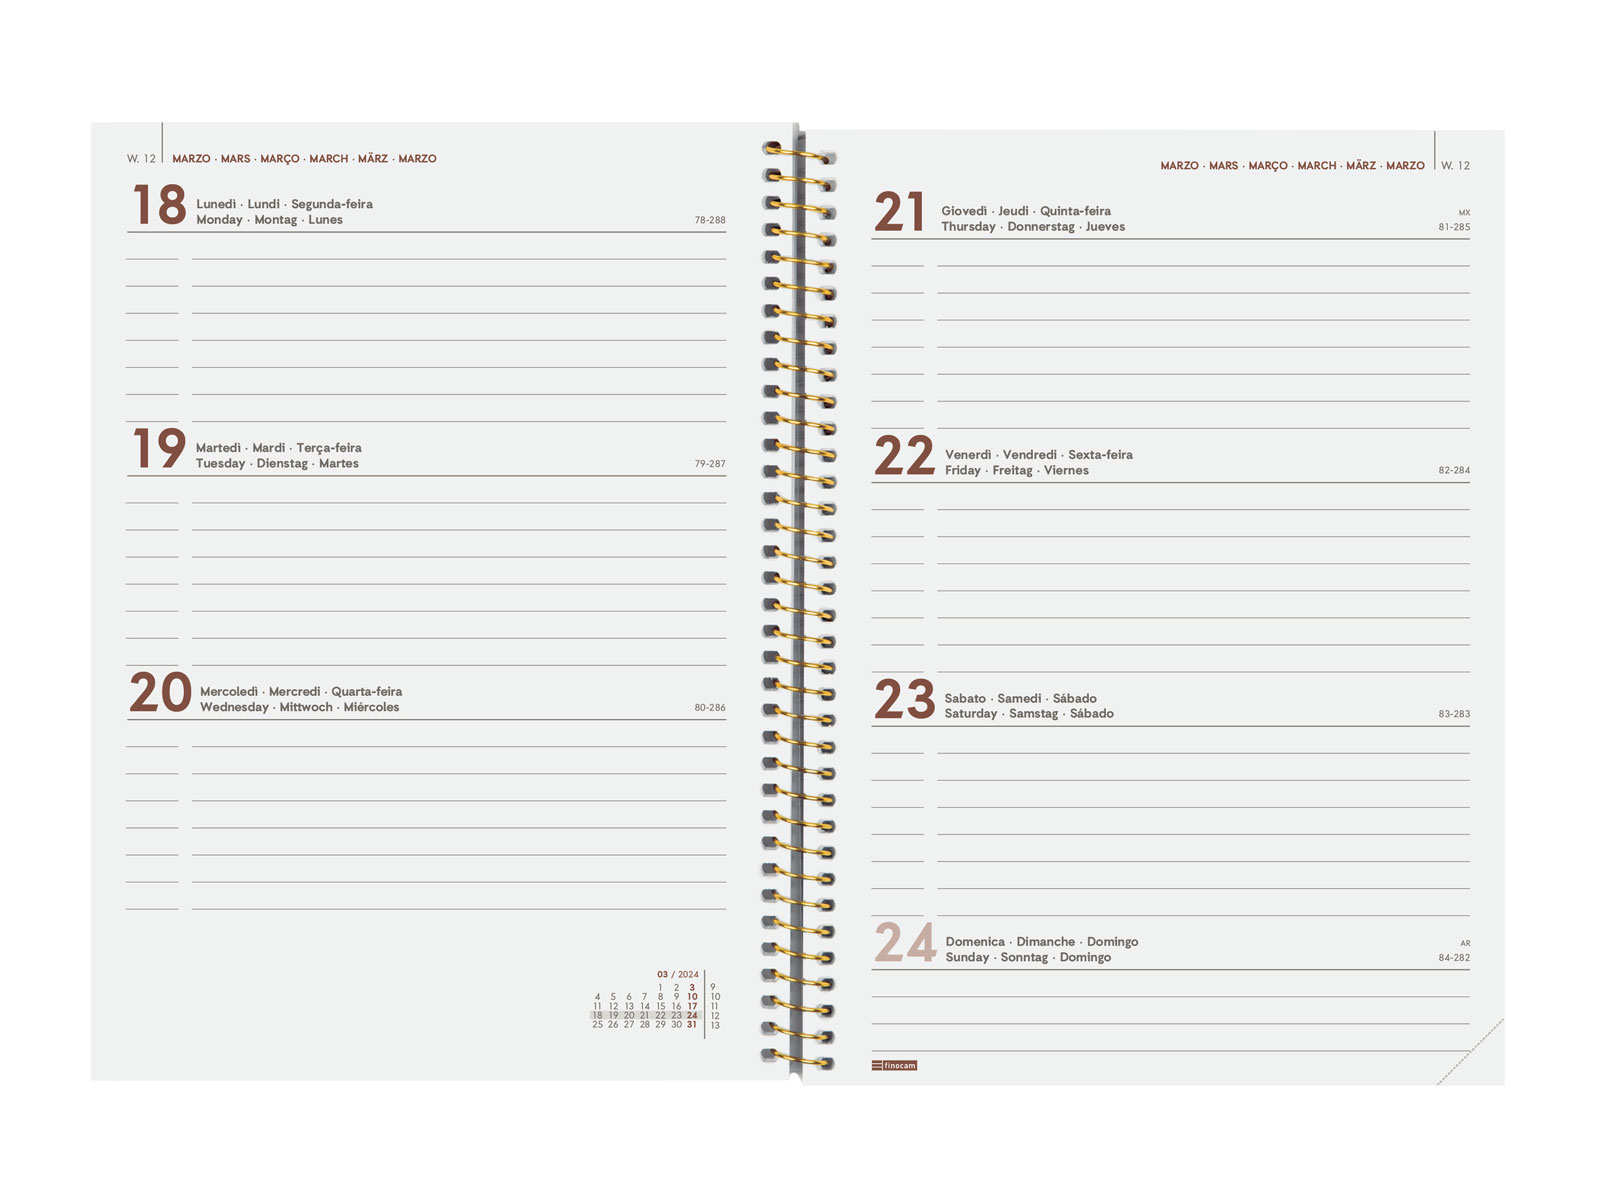 W. 12 MARZO · MARS · MARÇO · MARCH · MÄRZ · MARZO
18 Lunedì · Lundi · Segunda-feira
Monday · Montag · Lunes 78-288
19 Martedì · Mardi · Terça-feira
Tuesday · Dienstag · Martes 79-287
20 Mercoledì · Mercredi · Quarta-feira
Wednesday · Mittwoch · Miércoles 80-286
03 / 2024
1 2 3 9
4 5 6 7 8 9 10 10
11 12 13 14 15 16 17 11
18 19 20 21 22 23 24 12
25 26 27 28 29 30 31 13
MARZO · MARS · MARÇO · MARCH · MÄRZ · MARZO W. 12
21 Giovedì · Jeudi · Quinta-feira MX
Thursday · Donnerstag · Jueves 81-285
22 Venerdì · Vendredi · Sexta-feira
Friday · Freitag · Viernes 82-284
23 Sabato · Samedi · Sábado
Saturday · Samstag · Sábado 83-283
24 Domenica · Dimanche · Domingo AR
Sunday · Sonntag · Domingo 84-282
finocam